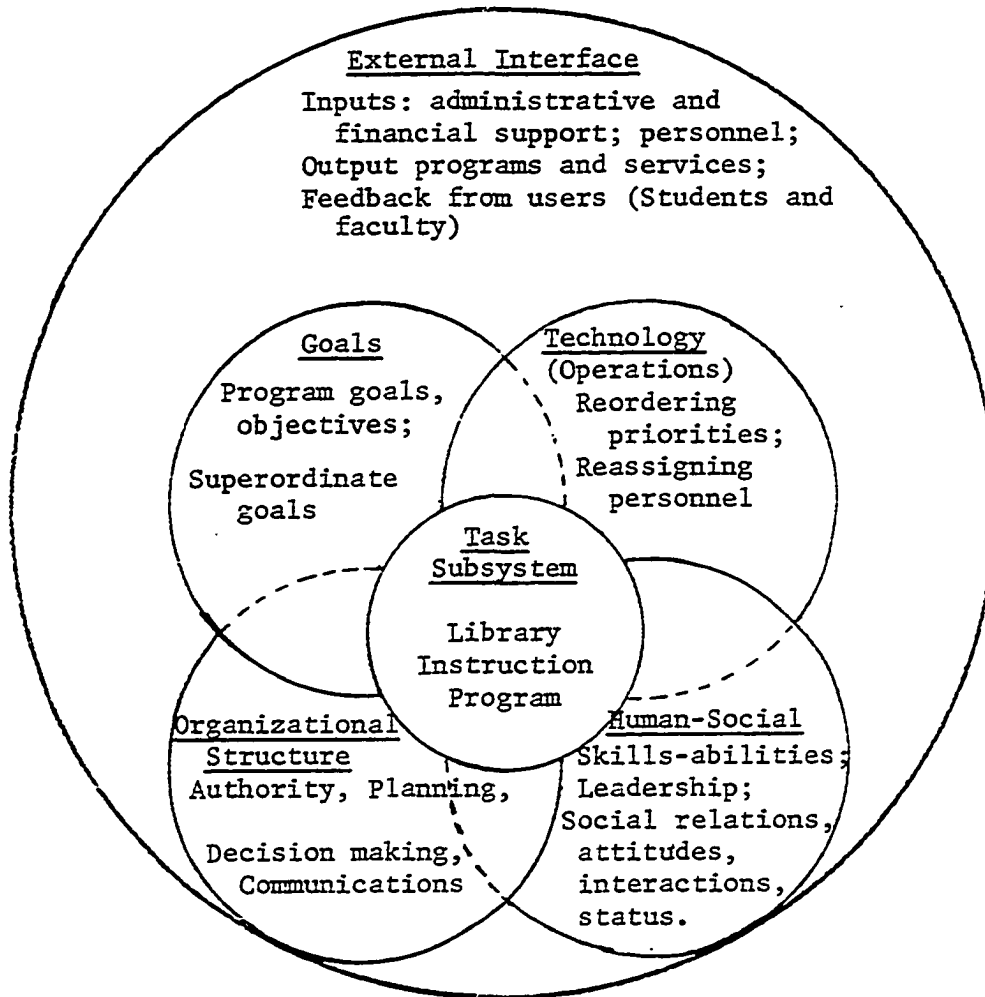 External Interface
Inputs: administrative and
financial support; personnel;
Output programs and services;
Feedback from users (Students and
faculty)
Goals
Program goals,
objectives;
Superordinate
goals
Technology
(Operations)
Reordering
priorities;
Reassigning
personnel
Task
Subsystem
Library
Instruction
Program
Organizational
Structure
Authority, Planning,
Decision making,
Communications
Human-Social
Skills-abilities;
Leadership;
Social relations,
attitudes,
interactions,
status.